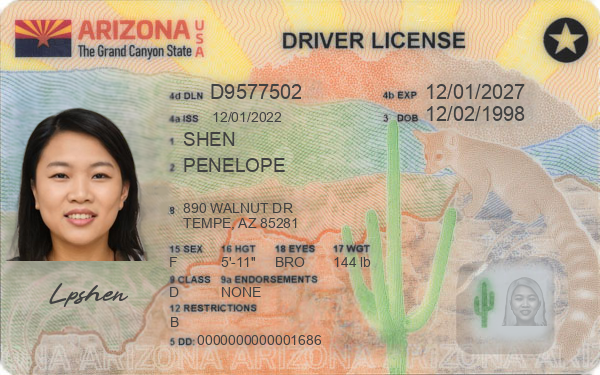 ARIZONA USA
The Grand Canyon State
DRIVER LICENSE
4d DLN D9577502
4b EXP 12/01/2027
4a ISS 12/01/2022
3 DOB 12/02/1998
1 SHEN
2 PENELOPE
8 890 WALNUT DR
TEMPE, AZ 85281
15 SEX 16 HGT 18 EYES 17 WGT
F 5'-11" BRO 144 lb
9 CLASS 9a ENDORSEMENTS
D NONE
12 RESTRICTIONS
B
5 DD: 0000000000001686
Lpshen
ARIZONA ARIZONA ARIZONA ARIZONA